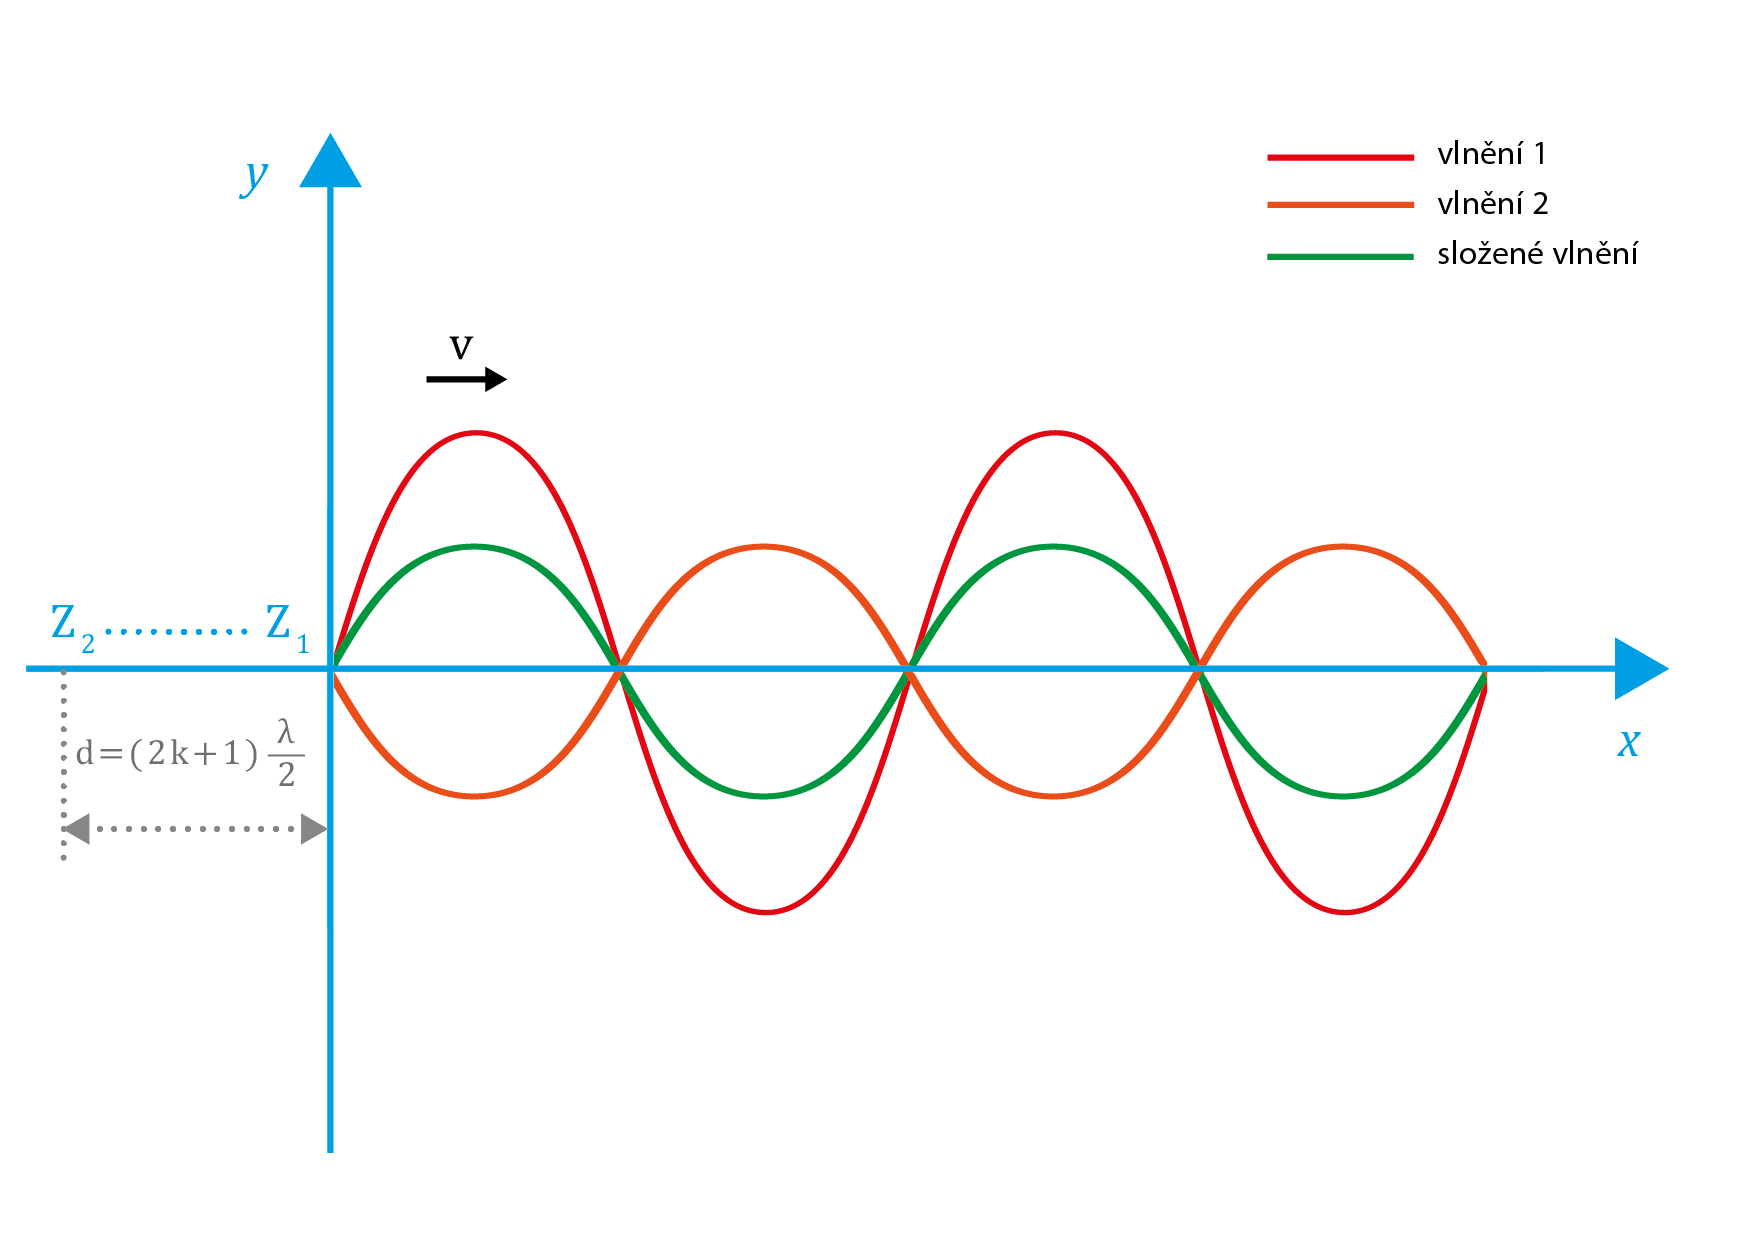 y
vlnění 1
vlnění 2
složené vlnění
v
Z₂ .......... Z₁
d=(2k+1) λ/2
x